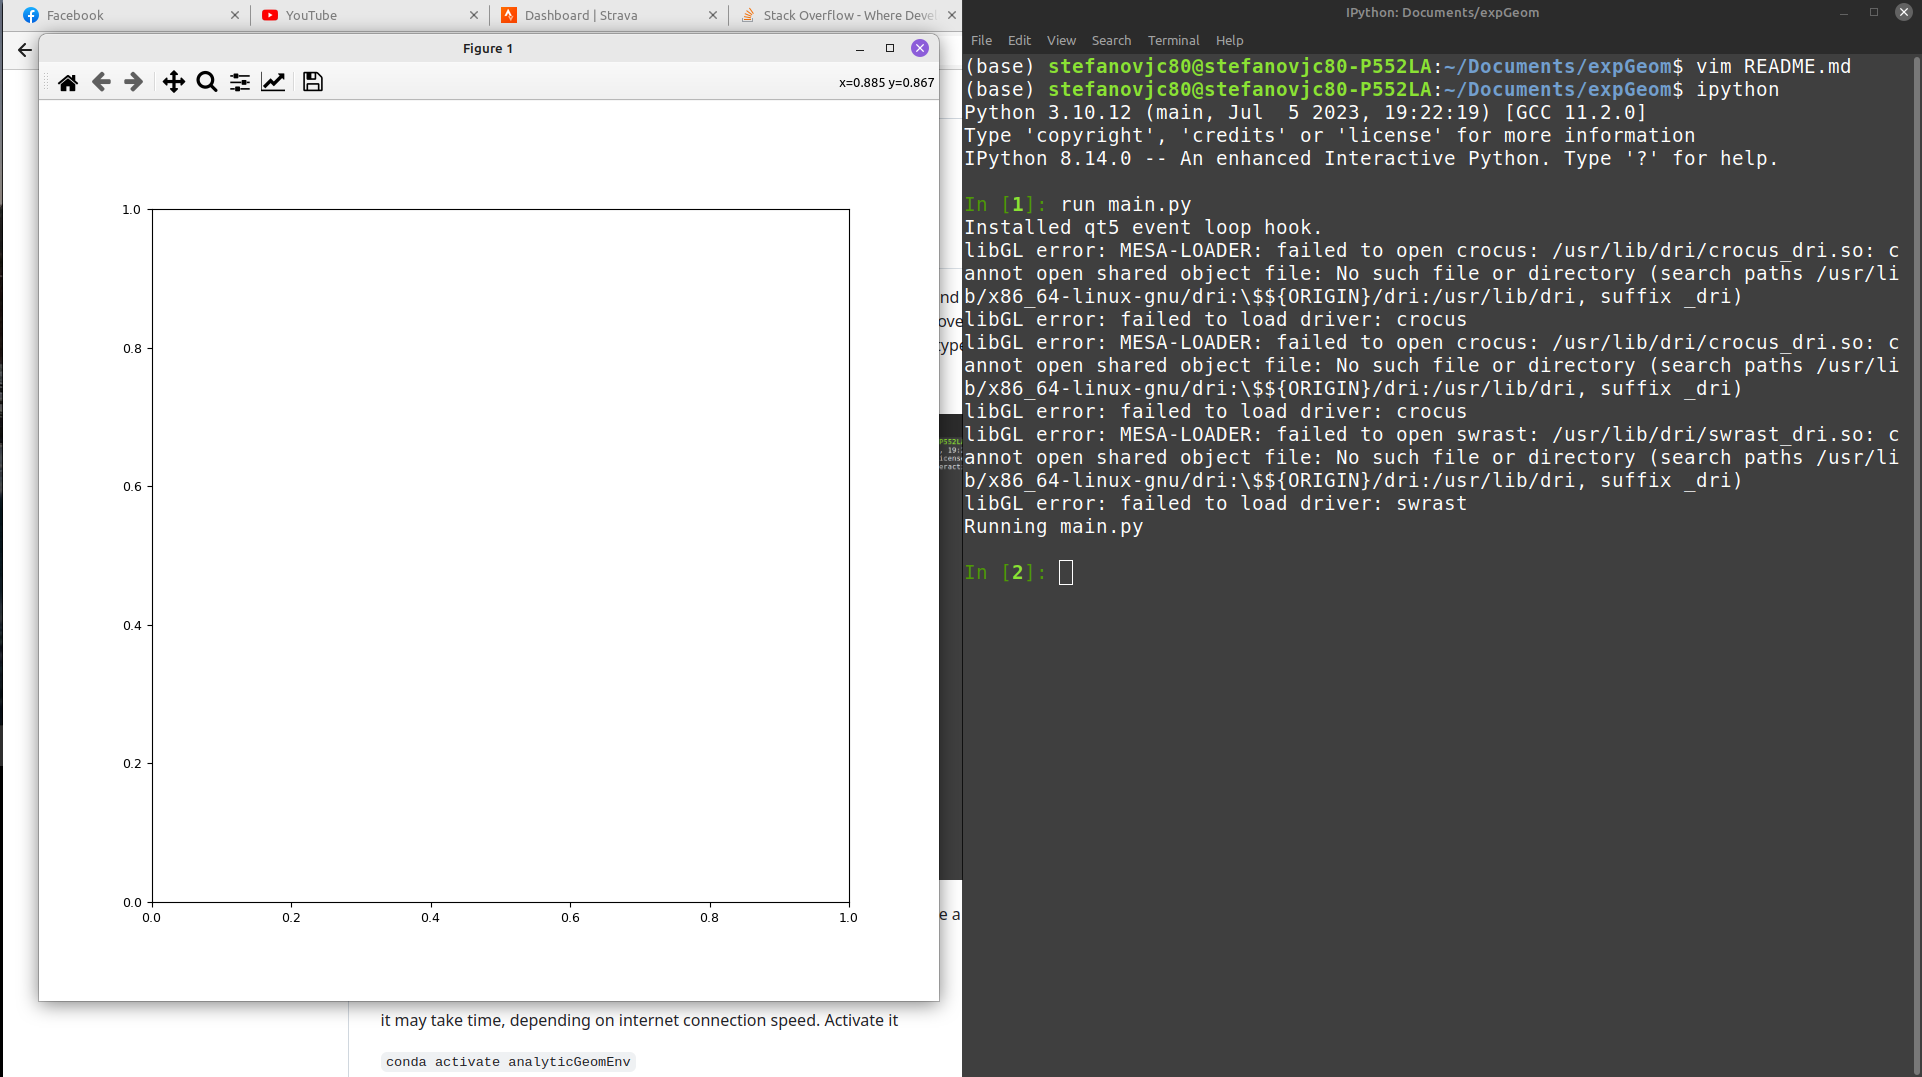 Facebook
YouTube
Dashboard | Strava
Stack Overflow - Where Devel
Figure 1
x=0.885 y=0.867
1.0
0.8
0.6
0.4
0.2
0.0
0.0 0.2 0.4 0.6 0.8 1.0
it may take time, depending on internet connection speed. Activate it
conda activate analyticGeomEnv
IPython: Documents/expGeom
File Edit View Search Terminal Help
(base) stefanovjc80@stefanovjc80-P552LA:~/Documents/expGeom$ vim README.md
(base) stefanovjc80@stefanovjc80-P552LA:~/Documents/expGeom$ ipython
Python 3.10.12 (main, Jul  5 2023, 19:22:19) [GCC 11.2.0]
Type 'copyright', 'credits' or 'license' for more information
IPython 8.14.0 -- An enhanced Interactive Python. Type '?' for help.
In [1]: run main.py
Installed qt5 event loop hook.
libGL error: MESA-LOADER: failed to open crocus: /usr/lib/dri/crocus_dri.so: c
annot open shared object file: No such file or directory (search paths /usr/li
b/x86_64-linux-gnu/dri:\$${ORIGIN}/dri:/usr/lib/dri, suffix _dri)
libGL error: failed to load driver: crocus
libGL error: MESA-LOADER: failed to open crocus: /usr/lib/dri/crocus_dri.so: c
annot open shared object file: No such file or directory (search paths /usr/li
b/x86_64-linux-gnu/dri:\$${ORIGIN}/dri:/usr/lib/dri, suffix _dri)
libGL error: failed to load driver: crocus
libGL error: MESA-LOADER: failed to open swrast: /usr/lib/dri/swrast_dri.so: c
annot open shared object file: No such file or directory (search paths /usr/li
b/x86_64-linux-gnu/dri:\$${ORIGIN}/dri:/usr/lib/dri, suffix _dri)
libGL error: failed to load driver: swrast
Running main.py
In [2]: